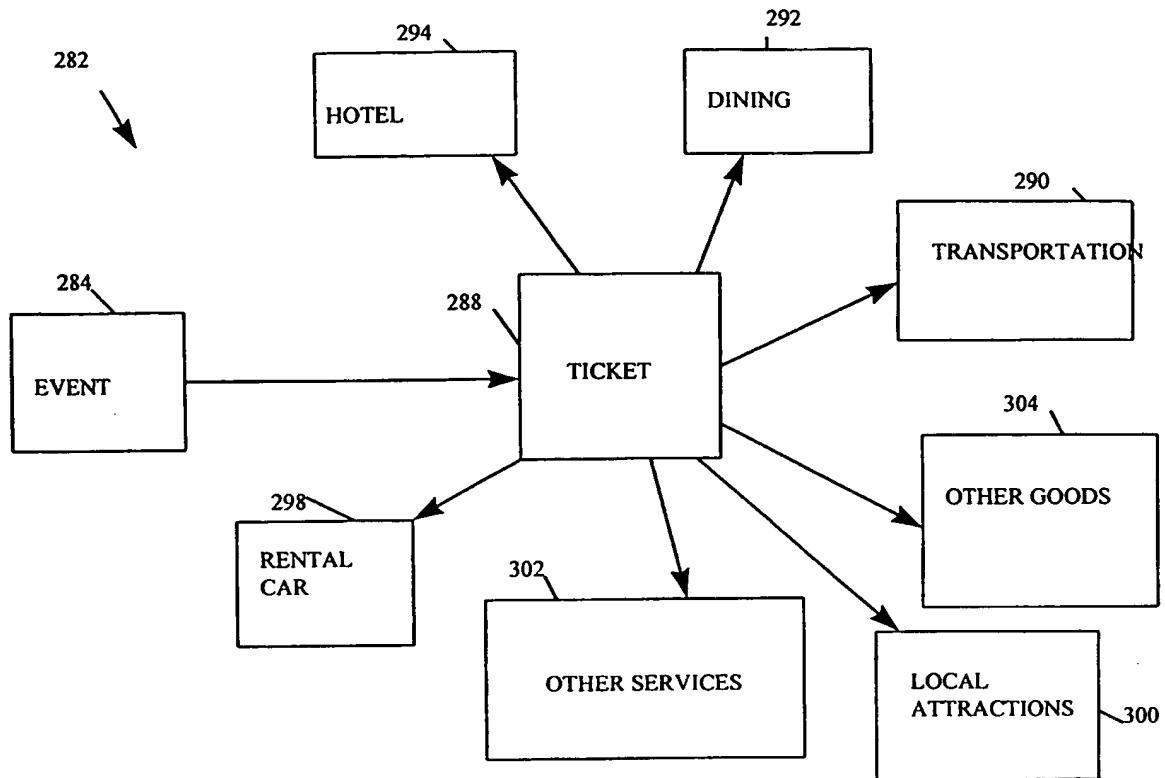 282
294
HOTEL
292
DINING
290
TRANSPORTATION
284
EVENT
288
TICKET
304
OTHER GOODS
298
RENTAL
CAR
302
OTHER SERVICES
LOCAL
ATTRACTIONS
300